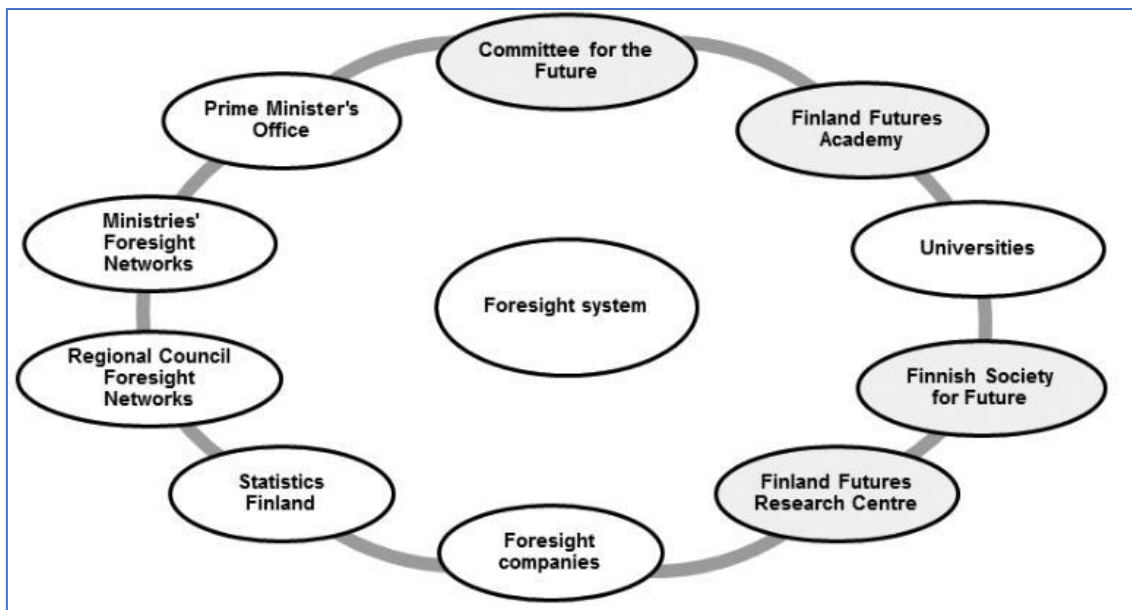 Committee for the
Future
Finland Futures
Academy
Universities
Finnish Society
for Future
Finland Futures
Research Centre
Foresight
companies
Statistics
Finland
Regional Council
Foresight
Networks
Ministries'
Foresight
Networks
Prime Minister's
Office
Foresight system